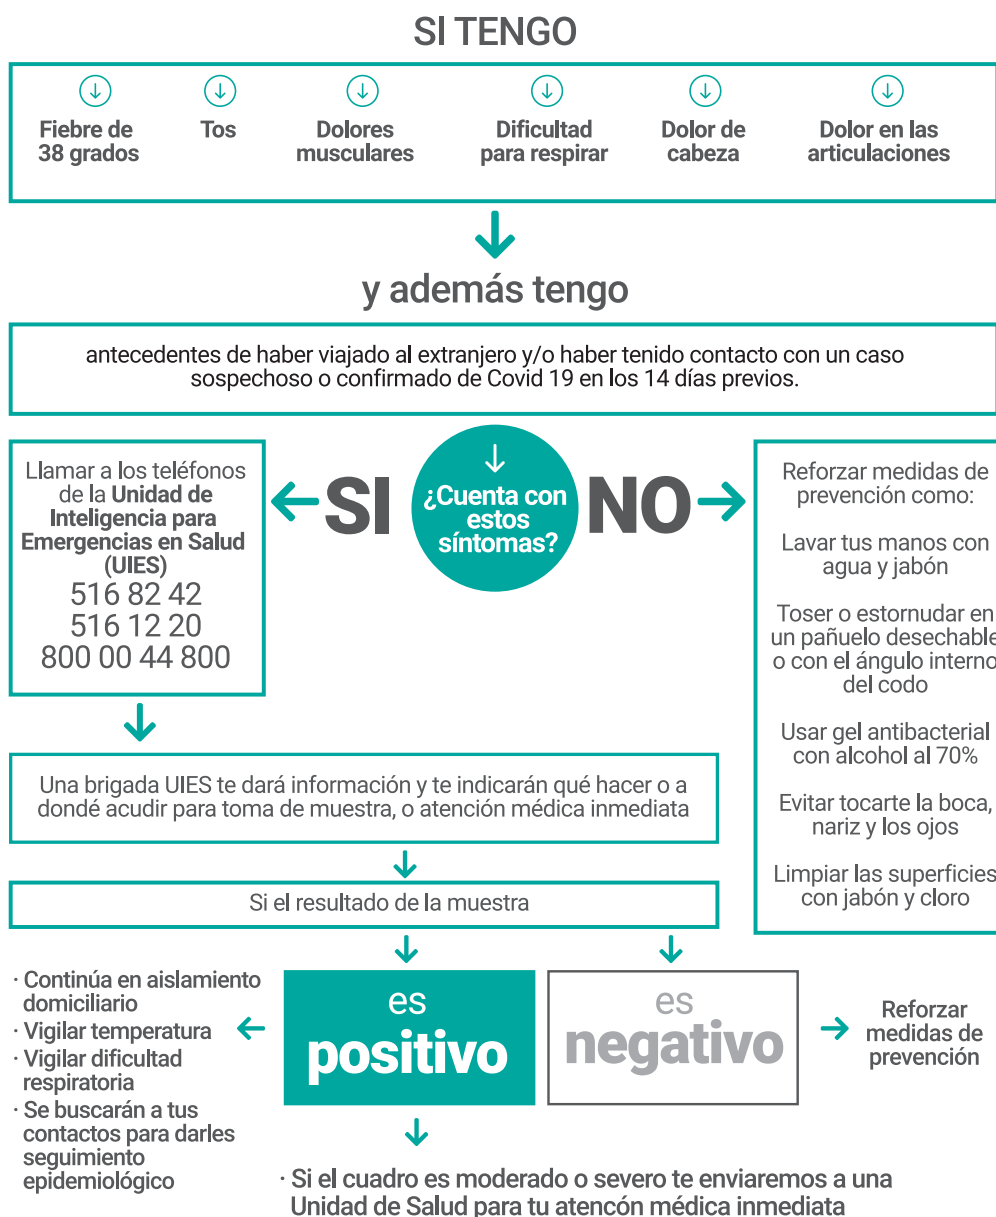 SI TENGO
Fiebre de
38 grados
Tos
Dolores
musculares
Dificultad
para respirar
Dolor de
cabeza
Dolor en las
articulaciones
y además tengo
antecedentes de haber viajado al extranjero y/o haber tenido contacto con un caso
sospechoso o confirmado de Covid 19 en los 14 días previos.
¿Cuenta con
estos
síntomas?
SI
Llamar a los teléfonos
de la Unidad de
Inteligencia para
Emergencias en Salud
(UIES)
516 82 42
516 12 20
800 00 44 800
NO
Reforzar medidas de
prevención como:
Lavar tus manos con
agua y jabón
Toser o estornudar en
un pañuelo desechable
o con el ángulo interno
del codo
Usar gel antibacterial
con alcohol al 70%
Evitar tocarte la boca,
nariz y los ojos
Limpiar las superficies
con jabón y cloro
Una brigada UIES te dará información y te indicarán qué hacer o a
dondé acudir para toma de muestra, o atención médica inmediata
Si el resultado de la muestra
es
positivo
· Continúa en aislamiento
domiciliario
· Vigilar temperatura
· Vigilar dificultad
respiratoria
· Se buscarán a tus
contactos para darles
seguimiento
epidemiológico
es
negativo
Reforzar
medidas de
prevención
· Si el cuadro es moderado o severo te enviaremos a una
Unidad de Salud para tu atencón médica inmediata